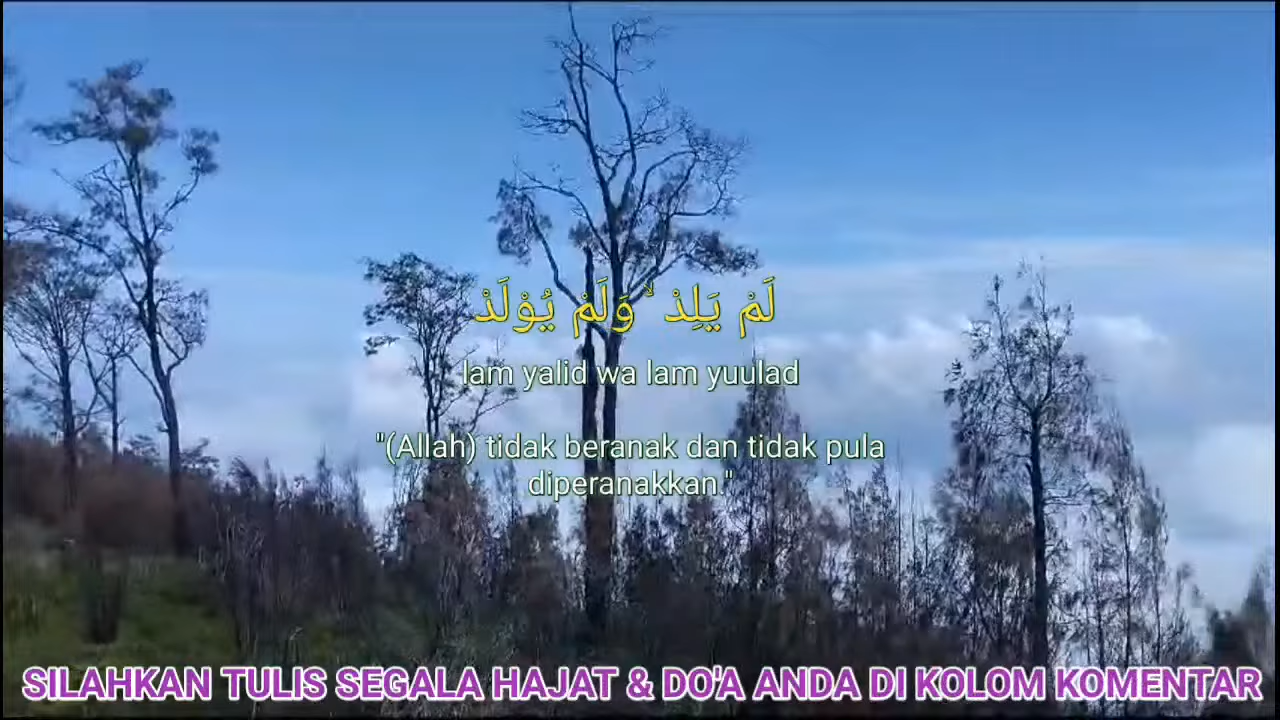 لَمْ يَلِدْ ۙ وَلَمْ يُوْلَدْ
lam yalid wa lam yuulad
"(Allah) tidak beranak dan tidak pula
diperanakkan."
SILAHKAN TULIS SEGALA HAJAT & DO'A ANDA DI KOLOM KOMENTAR